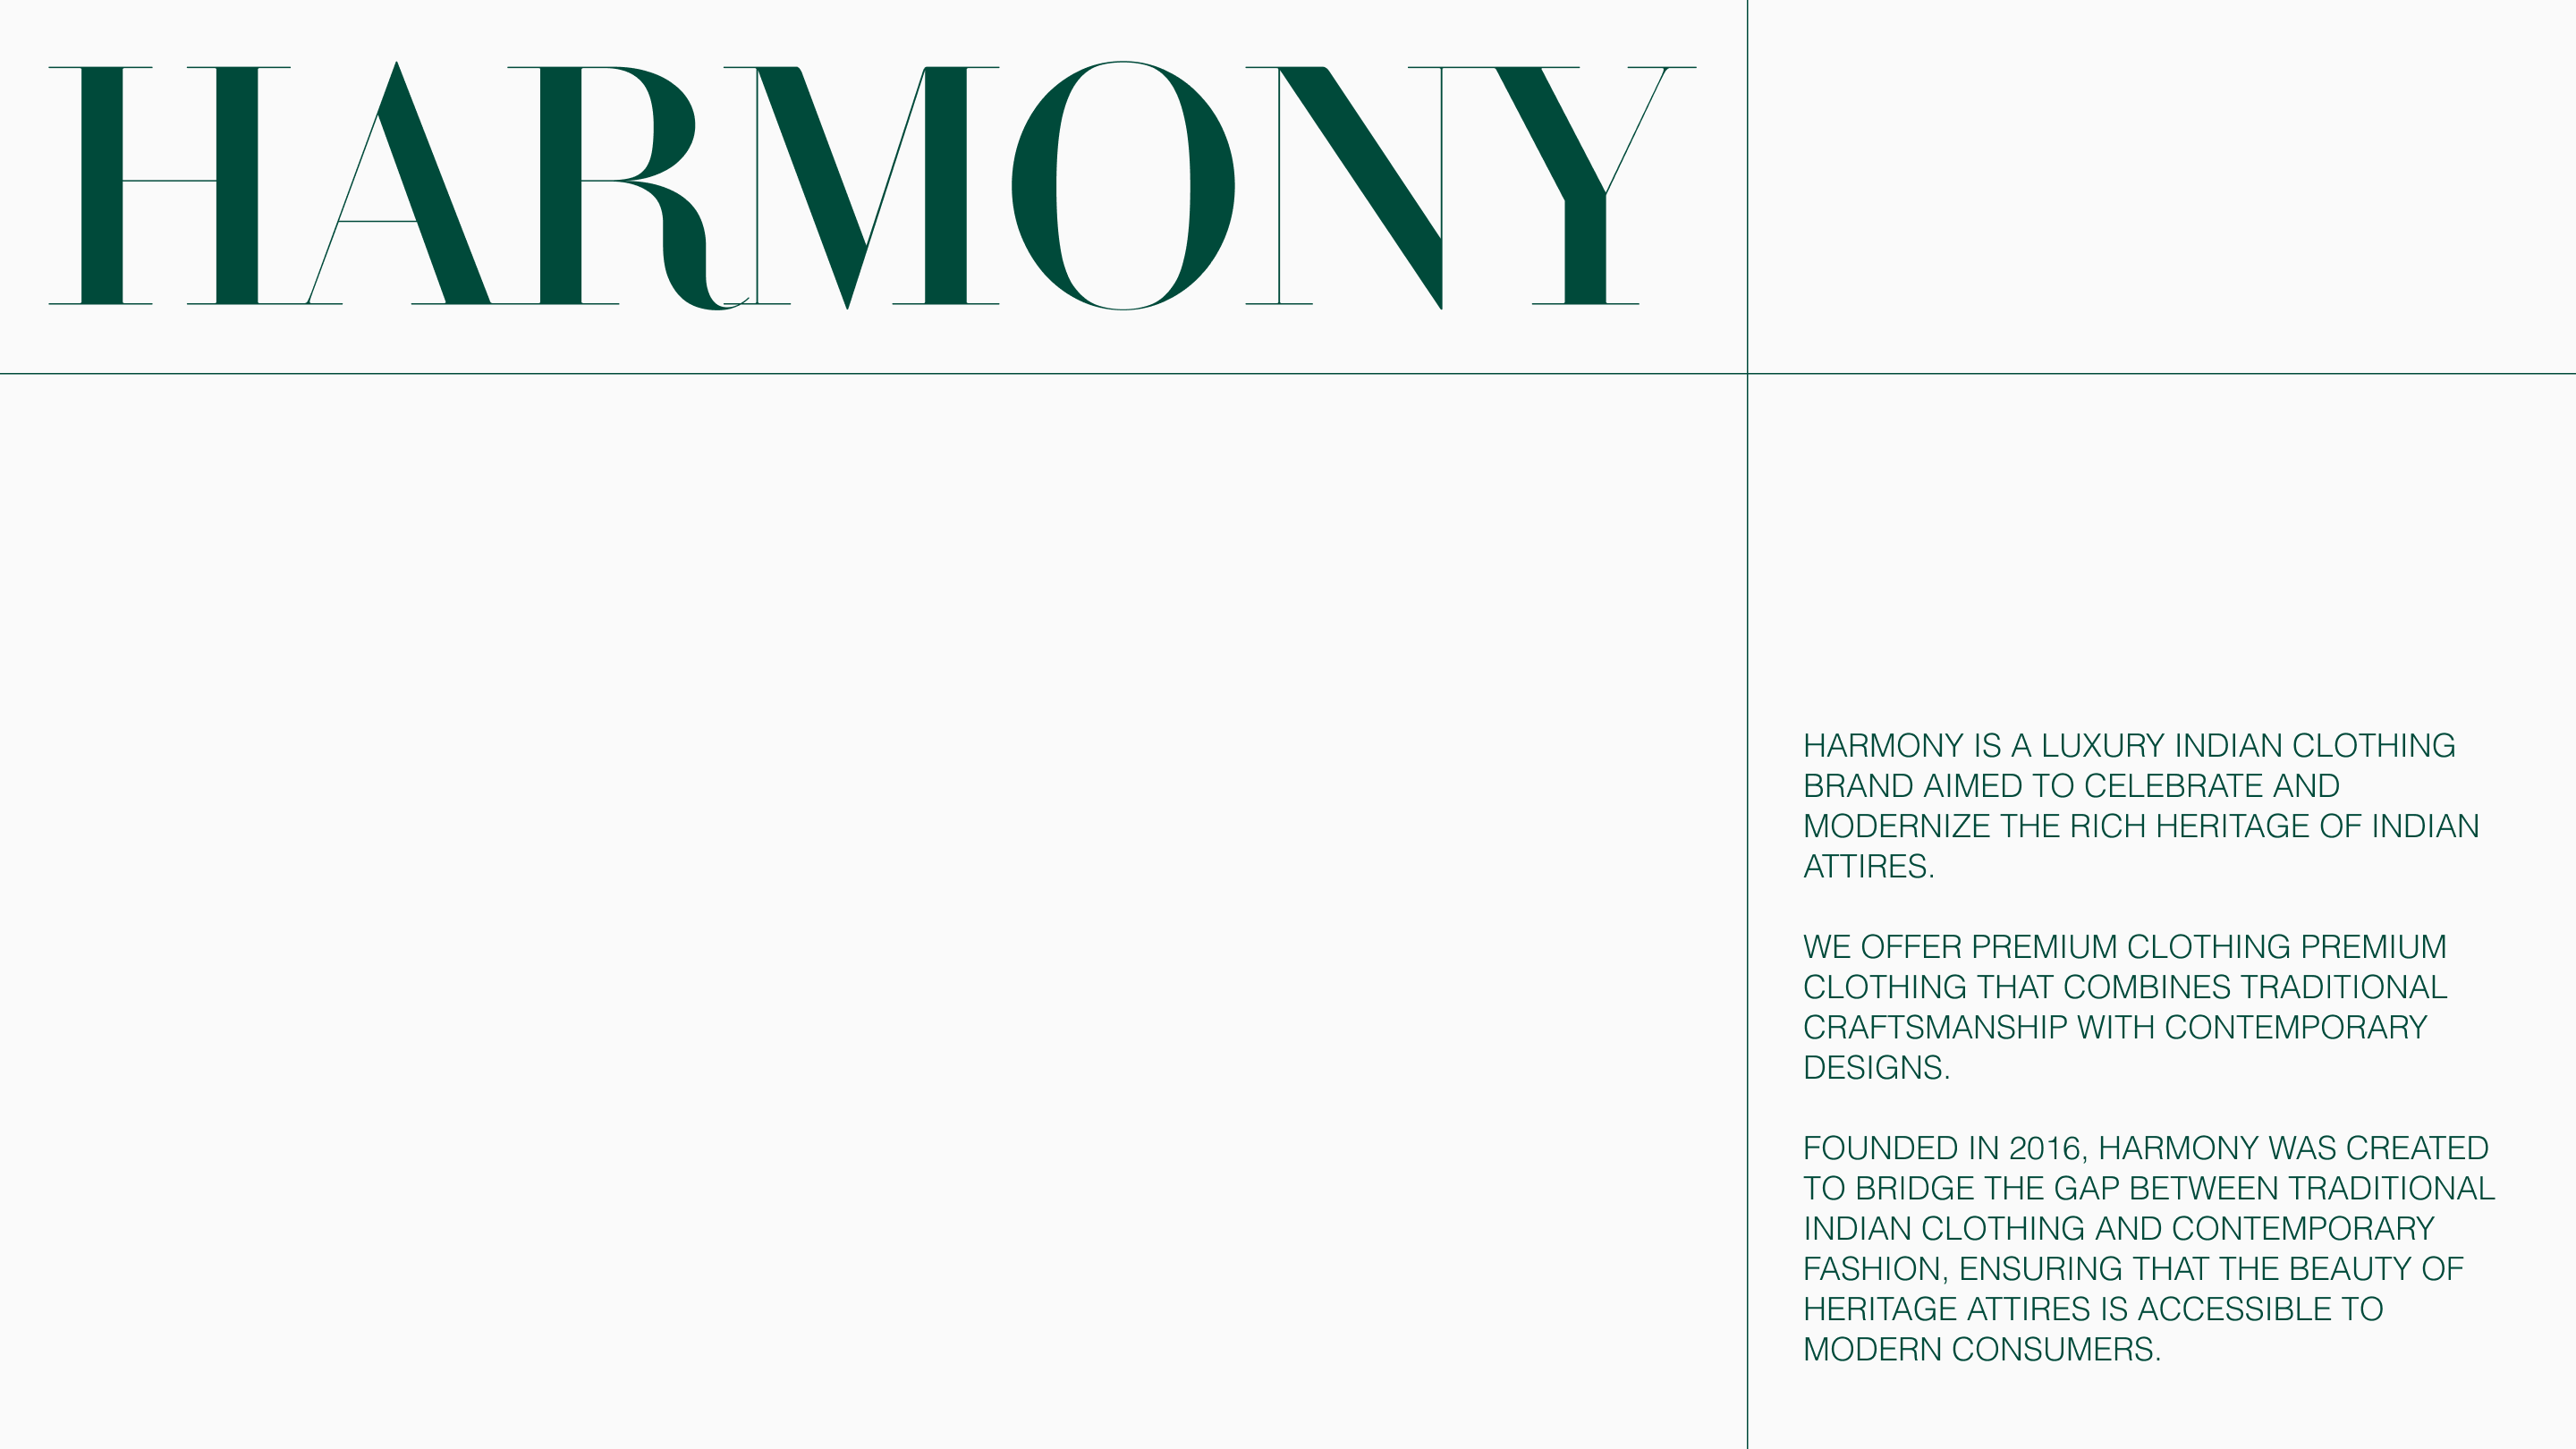 HARMONY
HARMONY IS A LUXURY INDIAN CLOTHING
BRAND AIMED TO CELEBRATE AND
MODERNIZE THE RICH HERITAGE OF INDIAN
ATTIRES.
WE OFFER PREMIUM CLOTHING PREMIUM
CLOTHING THAT COMBINES TRADITIONAL
CRAFTSMANSHIP WITH CONTEMPORARY
DESIGNS.
FOUNDED IN 2016, HARMONY WAS CREATED
TO BRIDGE THE GAP BETWEEN TRADITIONAL
INDIAN CLOTHING AND CONTEMPORARY
FASHION, ENSURING THAT THE BEAUTY OF
HERITAGE ATTIRES IS ACCESSIBLE TO
MODERN CONSUMERS.